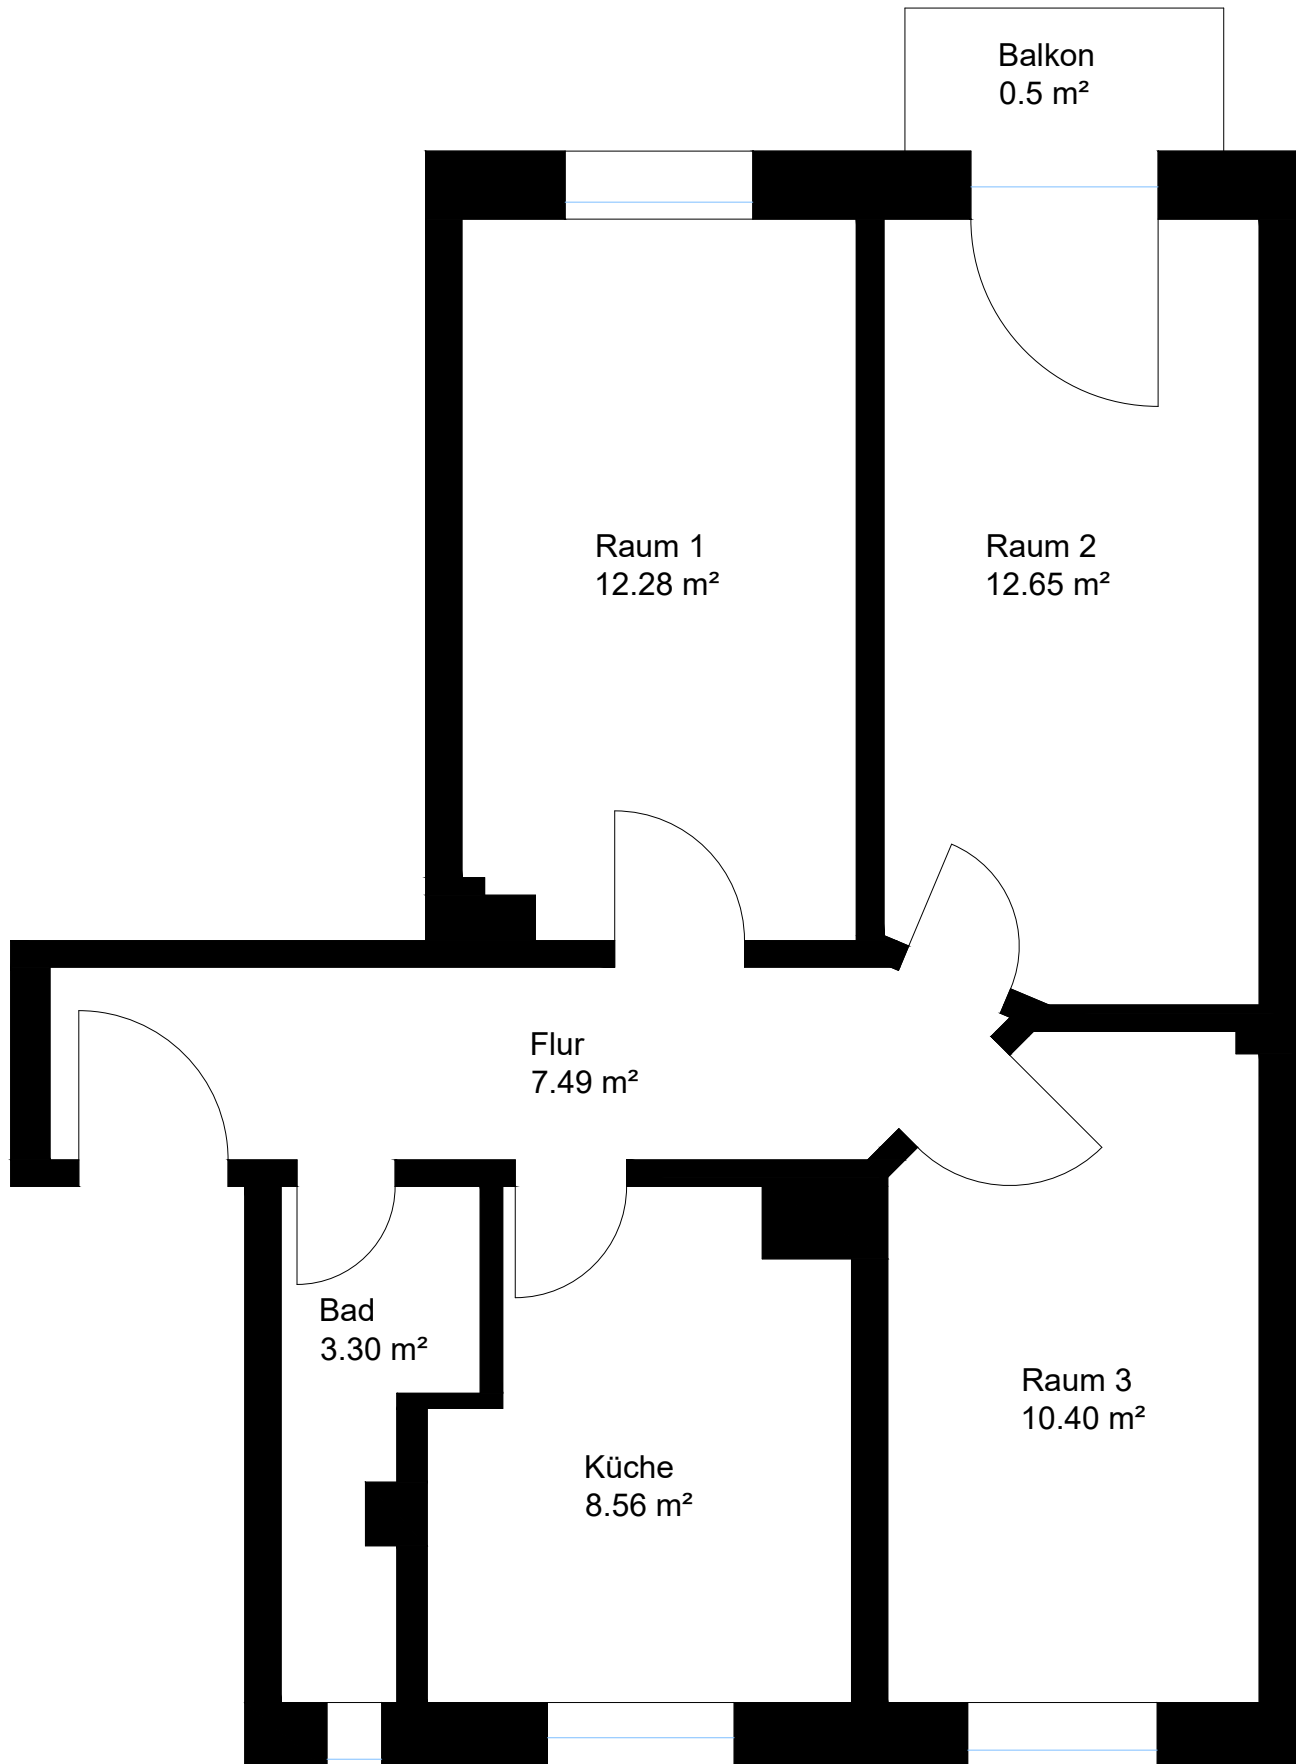 Balkon
0.5 m²
Raum 1
12.28 m²
Raum 2
12.65 m²
Flur
7.49 m²
Bad
3.30 m²
Raum 3
10.40 m²
Küche
8.56 m²